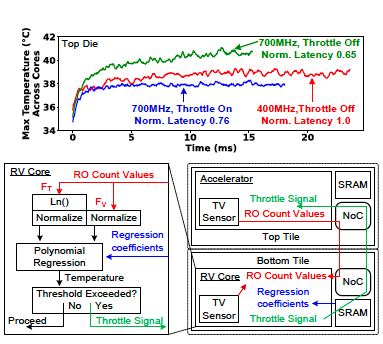 Top Die
42
40
38
36
34
Max Temperature (°C)
Across Cores
700MHz, Throttle Off
Norm. Latency 0.65
700MHz, Throttle On
Norm. Latency 0.76
400MHz,Throttle Off
Norm. Latency 1.0
0 5 10 15 20
Time (ms)
RV Core
RO Count Values
FT
FV
Ln()
Normalize
Normalize
Polynomial
Regression
Regression
coefficients
Temperature
Threshold Exceeded?
No Yes
Proceed
Throttle Signal
Accelerator
Throttle Signal
TV
Sensor
RO Count Values
SRAM
NoC
Top Tile
Bottom Tile
RV Core
RO Count Values
TV
Sensor
Regression
coefficients
Throttle Signal
NoC
SRAM